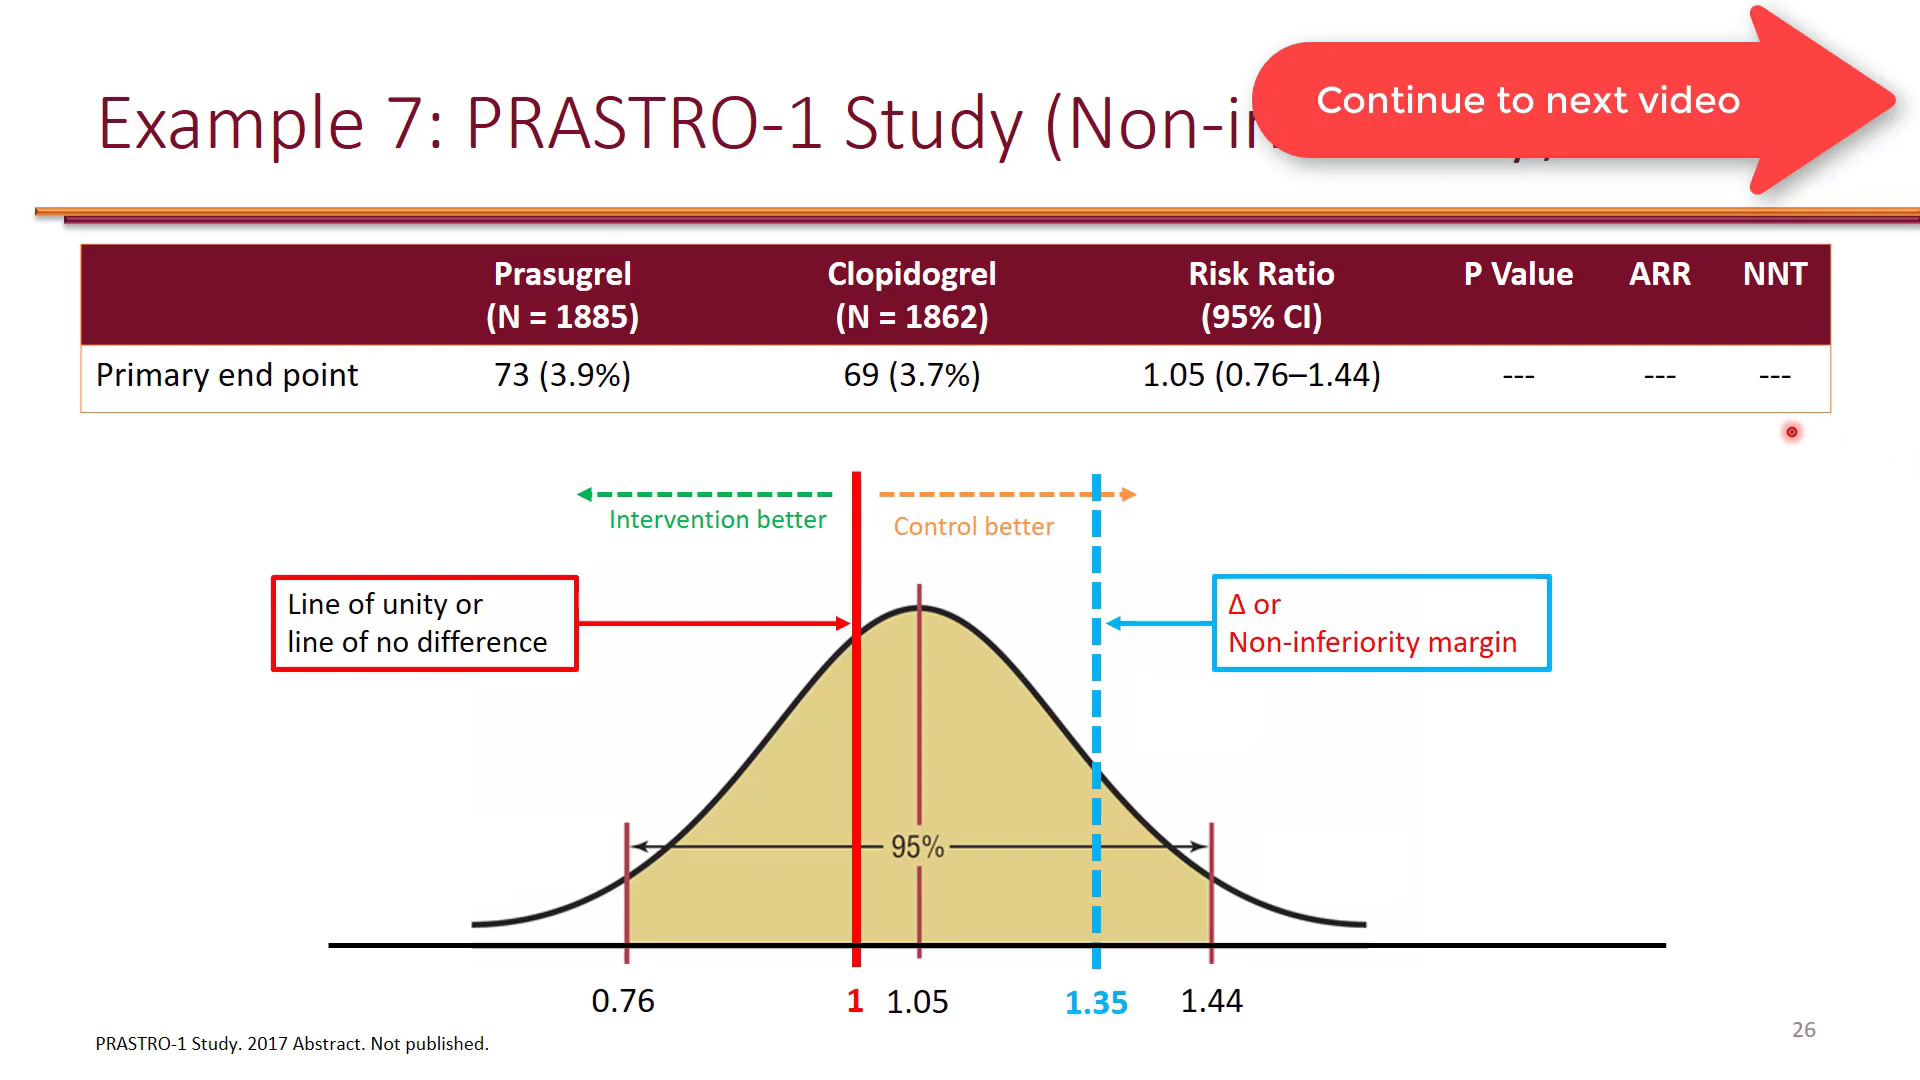 Continue to next video
Example 7: PRASTRO-1 Study
Prasugrel Clopidogrel Risk Ratio P Value ARR NNT
(N = 1885) (N = 1862) (95% CI)
Primary end point 73 (3.9%) 69 (3.7%) 1.05 (0.76–1.44) --- --- ---
Intervention better
Control better
Line of unity or
line of no difference
Δ or
Non-inferiority margin
95%
0.76 1 1.05 1.35 1.44
PRASTRO-1 Study. 2017 Abstract. Not published.
26